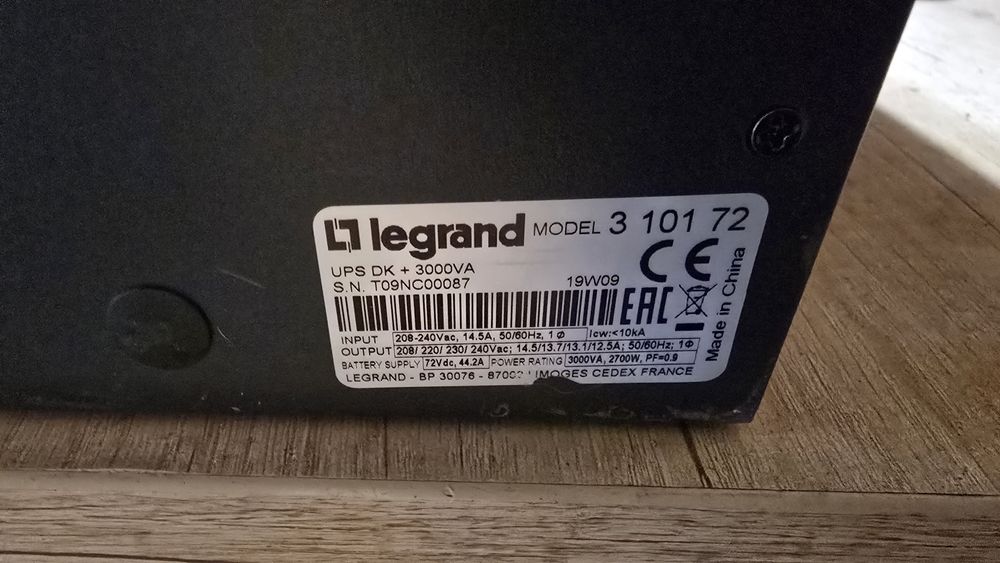 legrand MODEL 3 101 72
UPS DK + 3000VA
S.N. T09NC00087 19W09
CE
EAC
Made in China
INPUT 208-240Vac, 14.5A, 50/60Hz, 1Φ Icw:<10kA
OUTPUT 208/ 220/ 230/ 240Vac; 14.5/13.7/13.1/12.5A; 50/60Hz; 1Φ
BATTERY SUPPLY 72Vdc, 44.2A POWER RATING 3000VA, 2700W, PF=0.9
LEGRAND - BP 30076 - CEDEX FRANCE